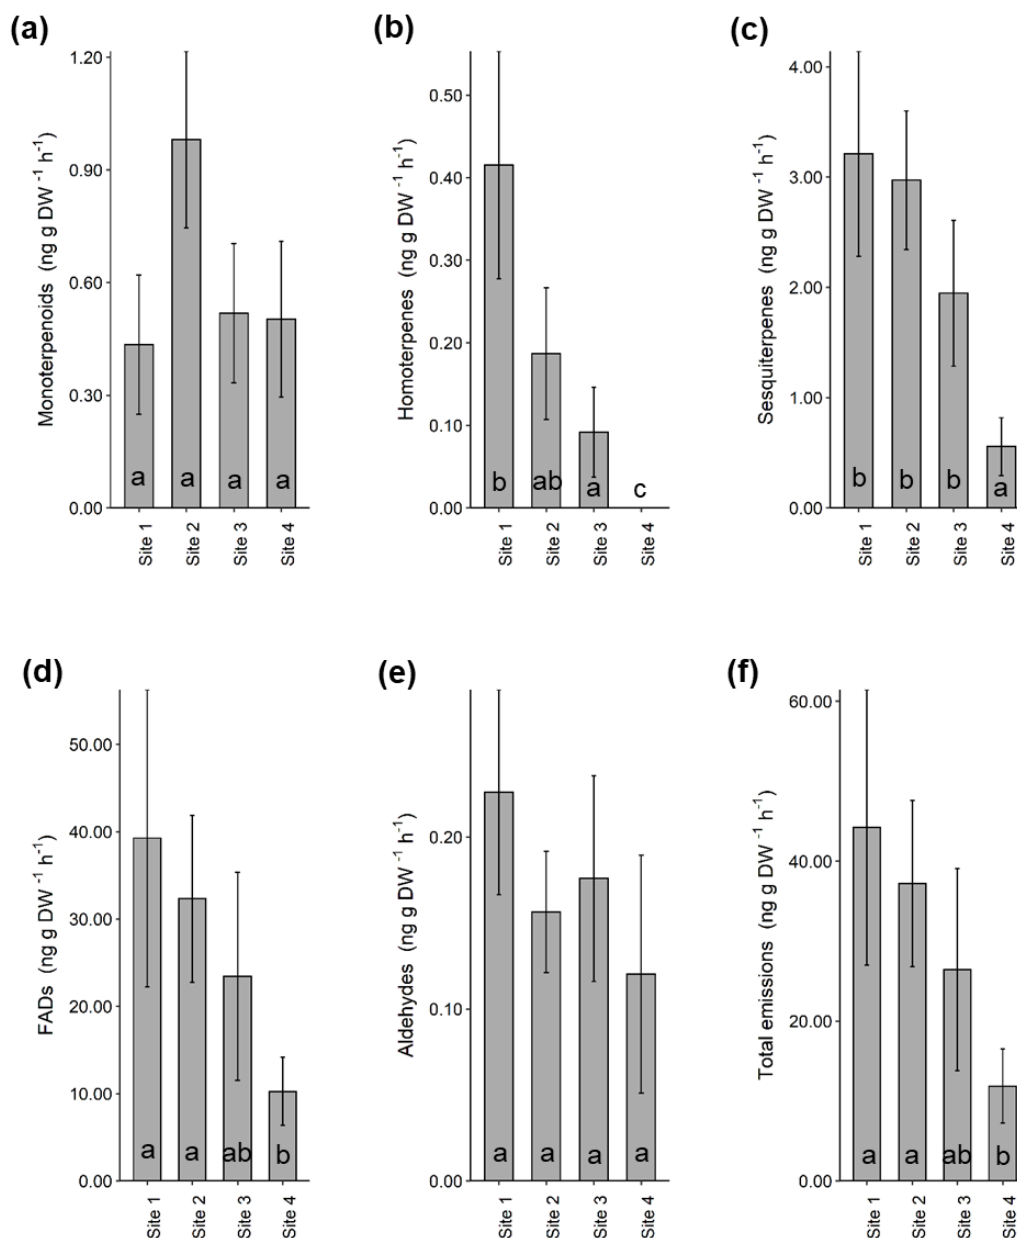 (a)
Monoterpenoids (ng g DW ⁻¹ h⁻¹)
1.20
0.90
0.60
0.30
0.00
a
a
a
a
Site 1
Site 2
Site 3
Site 4
(b)
Homoterpenes (ng g DW ⁻¹ h⁻¹)
0.50
0.40
0.30
0.20
0.10
0.00
b
ab
a
c
Site 1
Site 2
Site 3
Site 4
(c)
Sesquiterpenes (ng g DW ⁻¹ h⁻¹)
4.00
3.00
2.00
1.00
0.00
b
b
b
a
Site 1
Site 2
Site 3
Site 4
(d)
FADs (ng g DW ⁻¹ h⁻¹)
50.00
40.00
30.00
20.00
10.00
0.00
a
a
ab
b
Site 1
Site 2
Site 3
Site 4
(e)
Aldehydes (ng g DW ⁻¹ h⁻¹)
0.20
0.10
0.00
a
a
a
a
Site 1
Site 2
Site 3
Site 4
(f)
Total emissions (ng g DW ⁻¹ h⁻¹)
60.00
40.00
20.00
0.00
a
a
ab
b
Site 1
Site 2
Site 3
Site 4